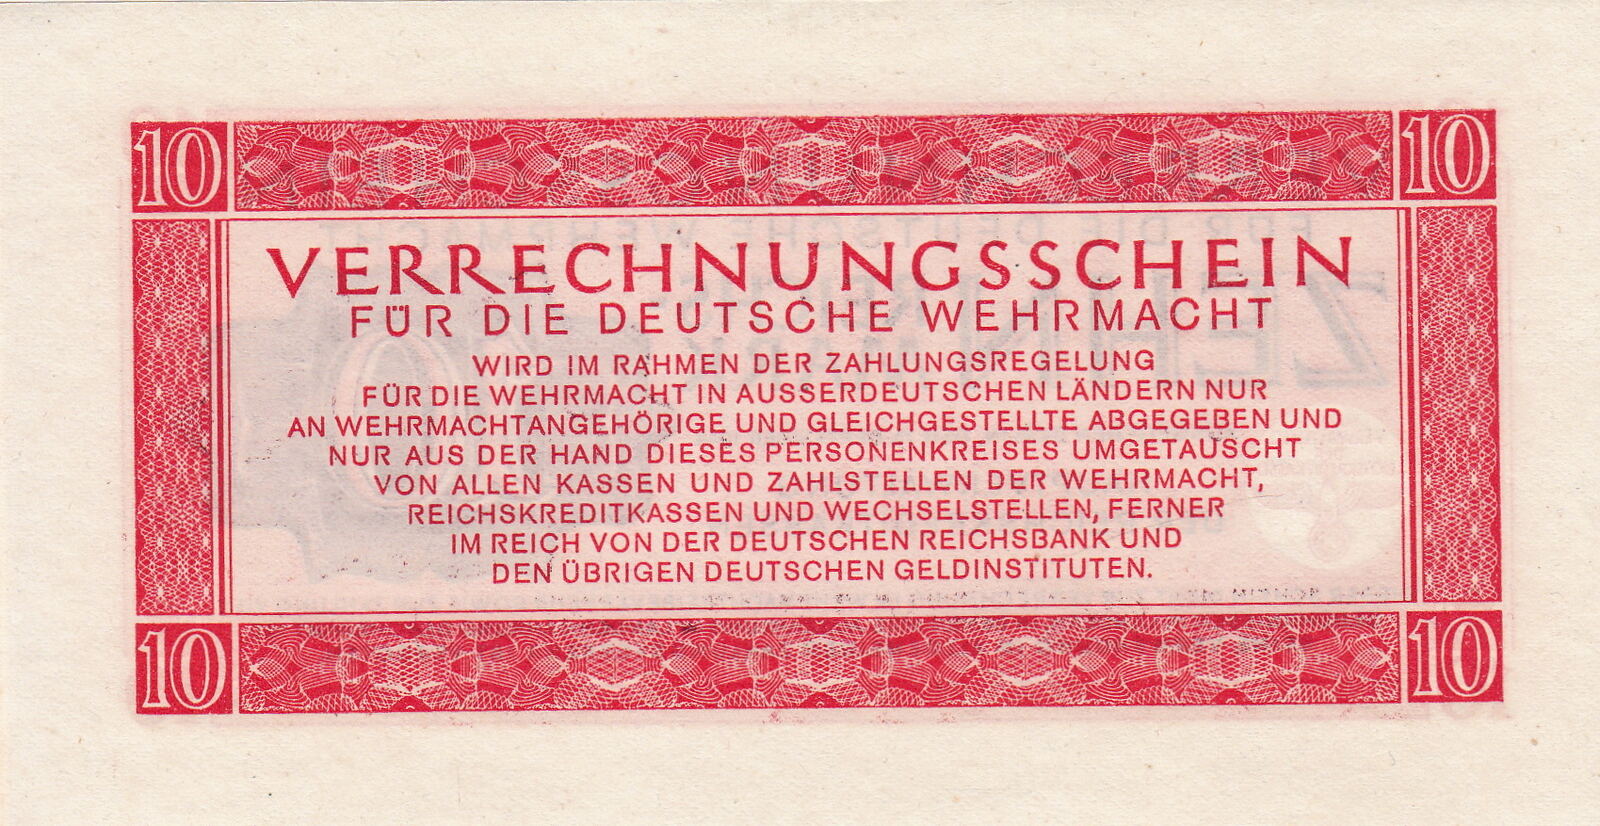 10 10
VERRECHNUNGSSCHEIN
FÜR DIE DEUTSCHE WEHRMACHT
WIRD IM RAHMEN DER ZAHLUNGSREGELUNG
FÜR DIE WEHRMACHT IN AUSSERDEUTSCHEN LÄNDERN NUR
AN WEHRMACHTANGEHÖRIGE UND GLEICHGESTELLTE ABGEGEBEN UND
NUR AUS DER HAND DIESES PERSONENKREISES UMGETAUSCHT
VON ALLEN KASSEN UND ZAHLSTELLEN DER WEHRMACHT,
REICHSKREDITKASSEN UND WECHSELSTELLEN, FERNER
IM REICH VON DER DEUTSCHEN REICHSBANK UND
DEN ÜBRIGEN DEUTSCHEN GELDINSTITUTEN.
10 10